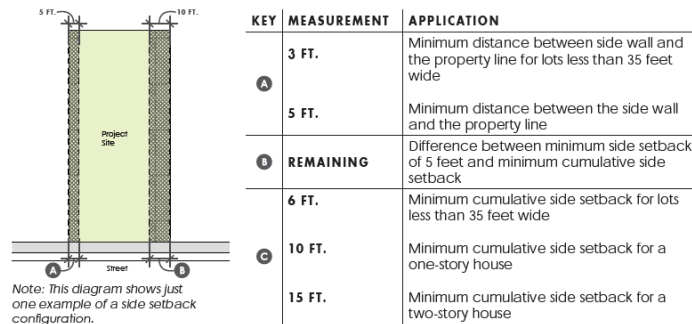 5 FT.
10 FT.
Project
Site
A
Street
B
Note: This diagram shows just
one example of a side setback
configuration.
KEY MEASUREMENT APPLICATION
A
3 FT.
Minimum distance between side wall and
the property line for lots less than 35 feet
wide
5 FT.
Minimum distance between the side wall
and the property line
B
REMAINING
Difference between minimum side setback
of 5 feet and minimum cumulative side
setback
C
6 FT.
Minimum cumulative side setback for lots
less than 35 feet wide
10 FT.
Minimum cumulative side setback for a
one-story house
15 FT.
Minimum cumulative side setback for a
two-story house